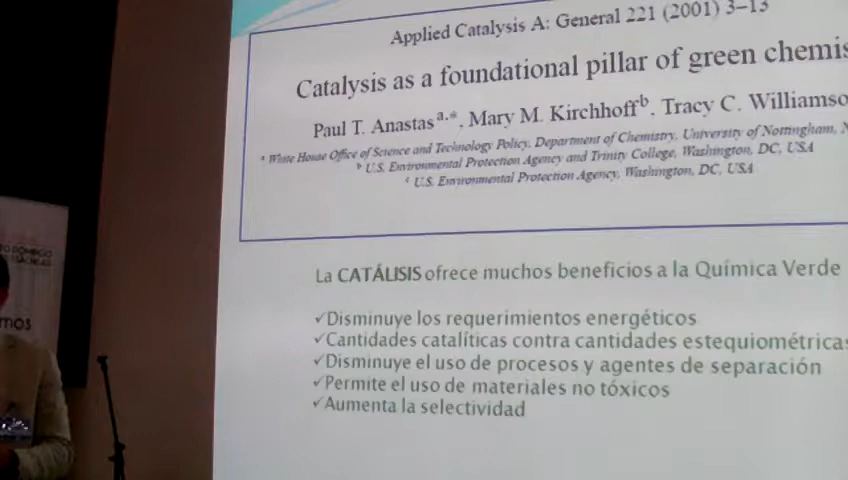 Applied Catalysis A: General 221 (2001) 3–13
Catalysis as a foundational pillar of green
Paul T. Anastas a,*, Mary M. Kirchhoff b, Tracy C.
a White House Office of Science and Technology Policy, Department of Chemistry, University of Nottingham,
b U.S. Environmental Protection Agency and Trinity College, Washington, DC, USA
c U.S. Environmental Protection Agency, Washington, DC, USA
La CATÁLISIS ofrece muchos beneficios a la Química Verde
✓Disminuye los requerimientos energéticos
✓Cantidades catalíticas contra cantidades estequiométricas
✓Disminuye el uso de procesos y agentes de separación
✓Permite el uso de materiales no tóxicos
✓Aumenta la selectividad